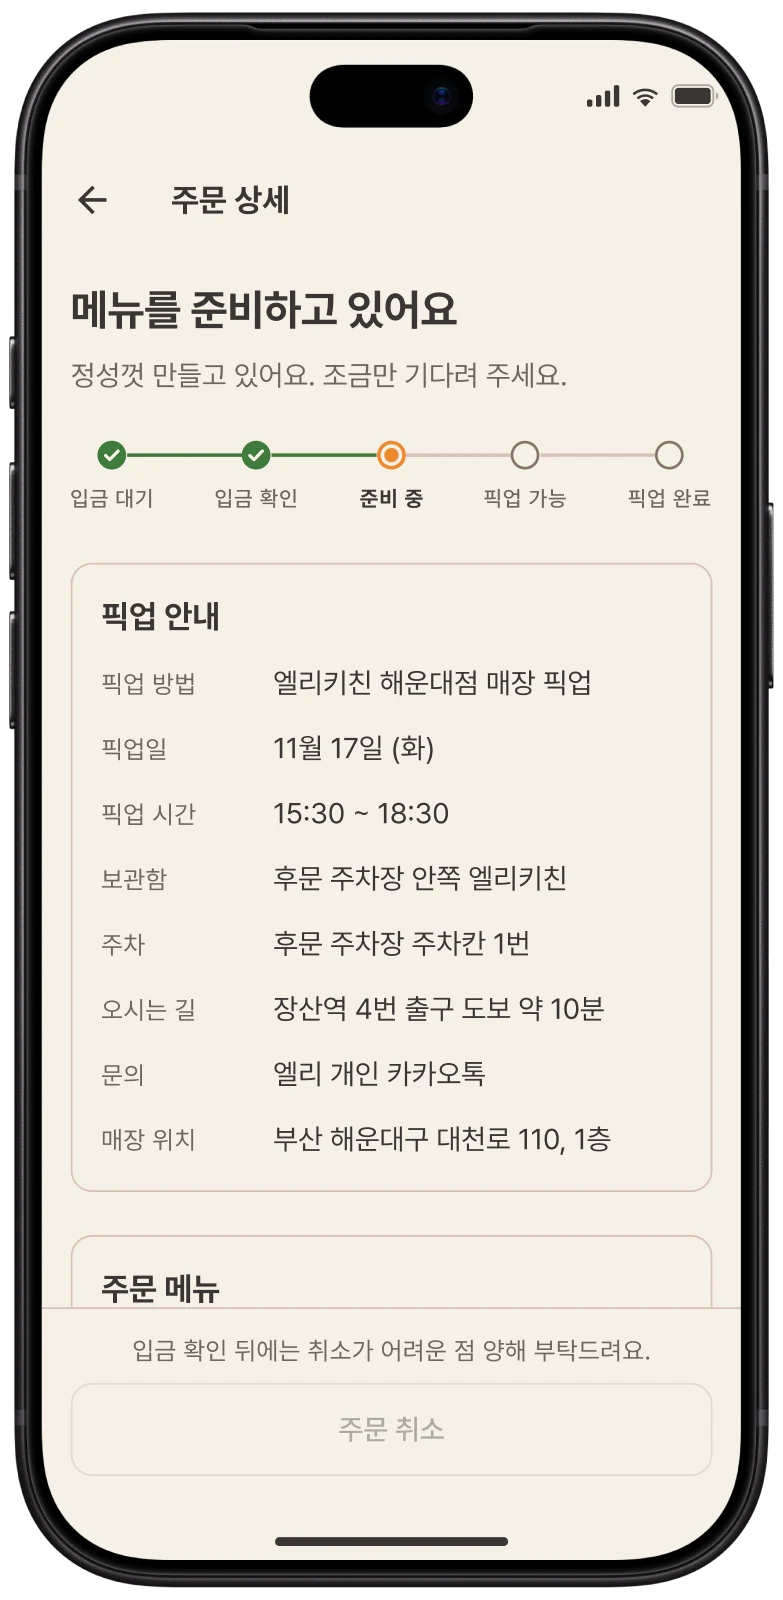 주문 상세
메뉴를 준비하고 있어요
정성껏 만들고 있어요. 조금만 기다려 주세요.
입금 대기 입금 확인 준비 중 픽업 가능 픽업 완료
픽업 안내
픽업 방법 엘리키친 해운대점 매장 픽업
픽업일 11월 17일 (화)
픽업 시간 15:30 ~ 18:30
보관함 후문 주차장 안쪽 엘리키친
주차 후문 주차장 주차칸 1번
오시는 길 장산역 4번 출구 도보 약 10분
문의 엘리 개인 카카오톡
매장 위치 부산 해운대구 대천로 110, 1층
주문 메뉴
입금 확인 뒤에는 취소가 어려운 점 양해 부탁드려요.
주문 취소